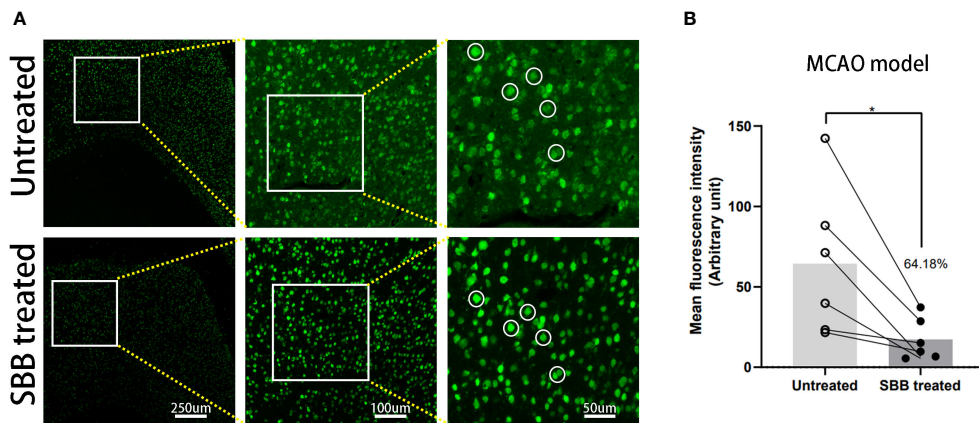 A
B
Untreated
SBB treated
250um
100um
50um
MCAO model
*
Mean fluorescence intensity
(Arbitrary unit)
150
100
50
0
64.18%
Untreated
SBB treated